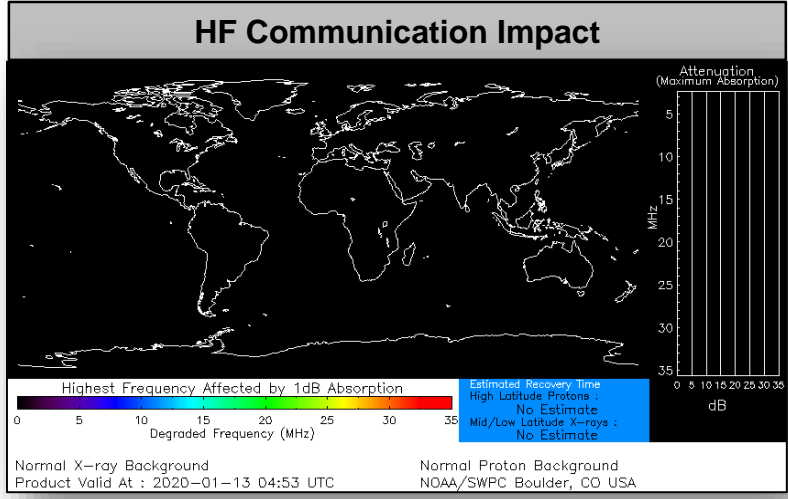 HF Communication Impact
Attenuation
(Maximum Absorption)
5
10
15
20
25
30
35
MHz
0 5 10 15 20 25 30 35
dB
Highest Frequency Affected by 1dB Absorption
0 5 10 15 20 25 30 35
Degraded Frequency (MHz)
Estimated Recovery Time
High Latitude Protons :
No Estimate
Mid/Low Latitude X-rays :
No Estimate
Normal X-ray Background
Product Valid At : 2020-01-13 04:53 UTC
Normal Proton Background
NOAA/SWPC Boulder, CO USA